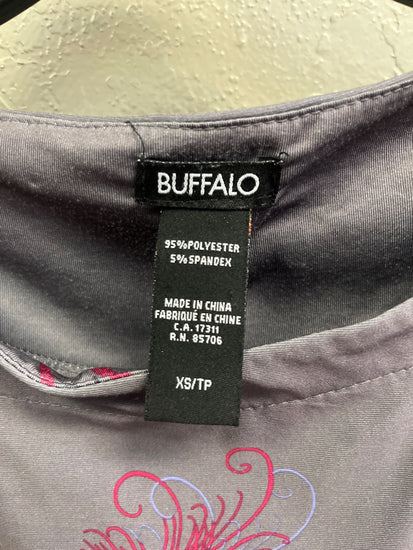 BUFFALO
95% POLYESTER
5% SPANDEX
MADE IN CHINA
FABRIQUÉ EN CHINE
C.A. 17311
R.N. 85706
XS/TP